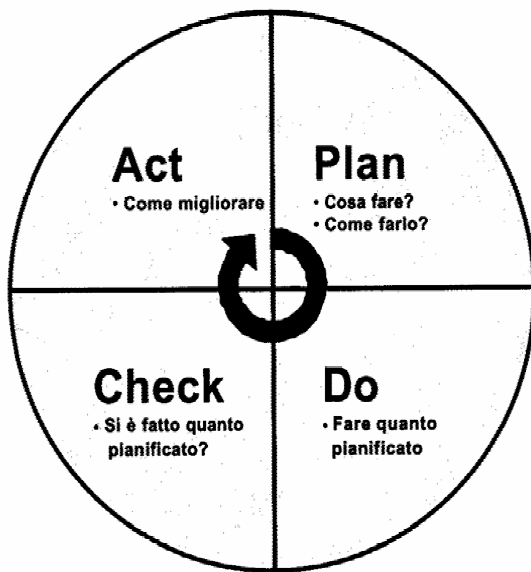 Act
• Come migliorare
Plan
• Cosa fare?
• Come farlo?
Check
• Si è fatto quanto
pianificato?
Do
• Fare quanto
pianificato